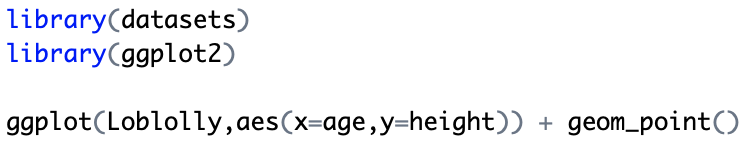 library(datasets)
library(ggplot2)
ggplot(Loblolly,aes(x=age,y=height)) + geom_point()